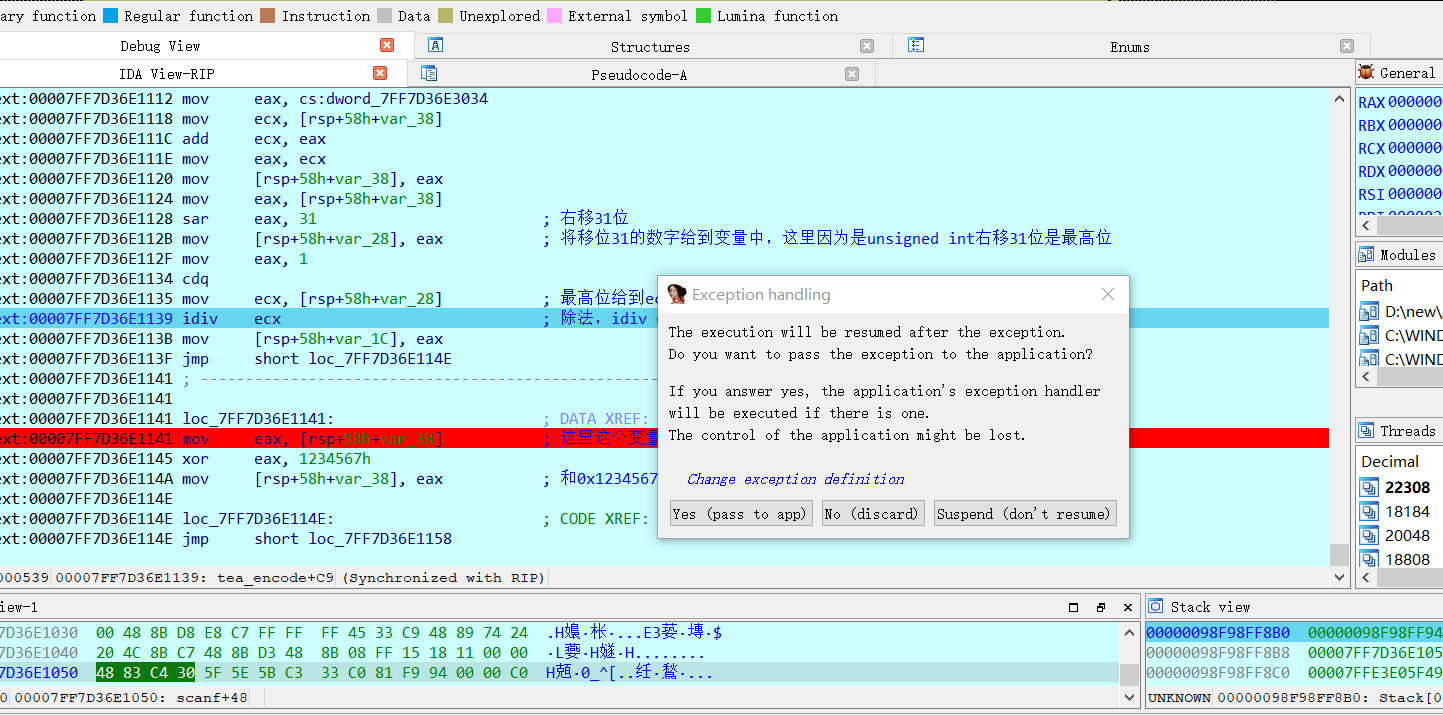 ary function Regular function Instruction Data Unexplored External symbol Lumina function
Debug View Structures Enums
IDA View-RIP Pseudocode-A
General
ext:00007FF7D36E1112 mov eax, cs:dword_7FF7D36E3034
ext:00007FF7D36E1118 mov ecx, [rsp+58h+var_38]
ext:00007FF7D36E111C add ecx, eax
ext:00007FF7D36E111E mov eax, ecx
ext:00007FF7D36E1120 mov [rsp+58h+var_38], eax
ext:00007FF7D36E1124 mov eax, [rsp+58h+var_38]
ext:00007FF7D36E1128 sar eax, 31 ; 右移31位
ext:00007FF7D36E112B mov [rsp+58h+var_28], eax ; 将移位31的数字给到变量中，这里因为是unsigned int右移31位是最高位
ext:00007FF7D36E112F mov eax, 1
ext:00007FF7D36E1134 cdq
ext:00007FF7D36E1135 mov ecx, [rsp+58h+var_28] ; 最高位给到ec
ext:00007FF7D36E1139 idiv ecx ; 除法，idiv
ext:00007FF7D36E113B mov [rsp+58h+var_1C], eax
ext:00007FF7D36E113F jmp short loc_7FF7D36E114E
ext:00007FF7D36E1141 ; ---------------------------------------------------------
ext:00007FF7D36E1141
ext:00007FF7D36E1141 loc_7FF7D36E1141: ; DATA XREF:
ext:00007FF7D36E1141 mov eax, [rsp+58h+var_38] ; 这里这个变量
ext:00007FF7D36E1145 xor eax, 1234567h
ext:00007FF7D36E114A mov [rsp+58h+var_38], eax ; 和0x1234567
ext:00007FF7D36E114E
ext:00007FF7D36E114E loc_7FF7D36E114E: ; CODE XREF:
ext:00007FF7D36E114E jmp short loc_7FF7D36E1158
000539 00007FF7D36E1139: tea_encode+C9 (Synchronized with RIP)
Exception handling
The execution will be resumed after the exception.
Do you want to pass the exception to the application?
If you answer yes, the application's exception handler
will be executed if there is one.
The control of the application might be lost.
Change exception definition
Yes (pass to app) No (discard) Suspend (don't resume)
RAX 000000
RBX 000000
RCX 000000
RDX 000000
RSI 000000
Modules
Path
D:\new\
C:\WIND
C:\WIND
Threads
Decimal
22308
18184
20048
18808
iew-1
7D36E1030 00 48 8B D8 E8 C7 FF FF FF 45 33 C9 48 89 74 24
7D36E1040 20 4C 8B C7 48 8B D3 48 8B 08 FF 15 18 11 00 00
7D36E1050 48 83 C4 30 5F 5E 5B C3 33 C0 81 F9 94 00 00 C0
0 00007FF7D36E1050: scanf+48
Stack view
00000098F98FF8B0 00000098F98FF94
00000098F98FF8B8 00007FF7D36E105
00000098F98FF8C0 00007FFE3E05F49
UNKNOWN 00000098F98FF8B0: Stack[0